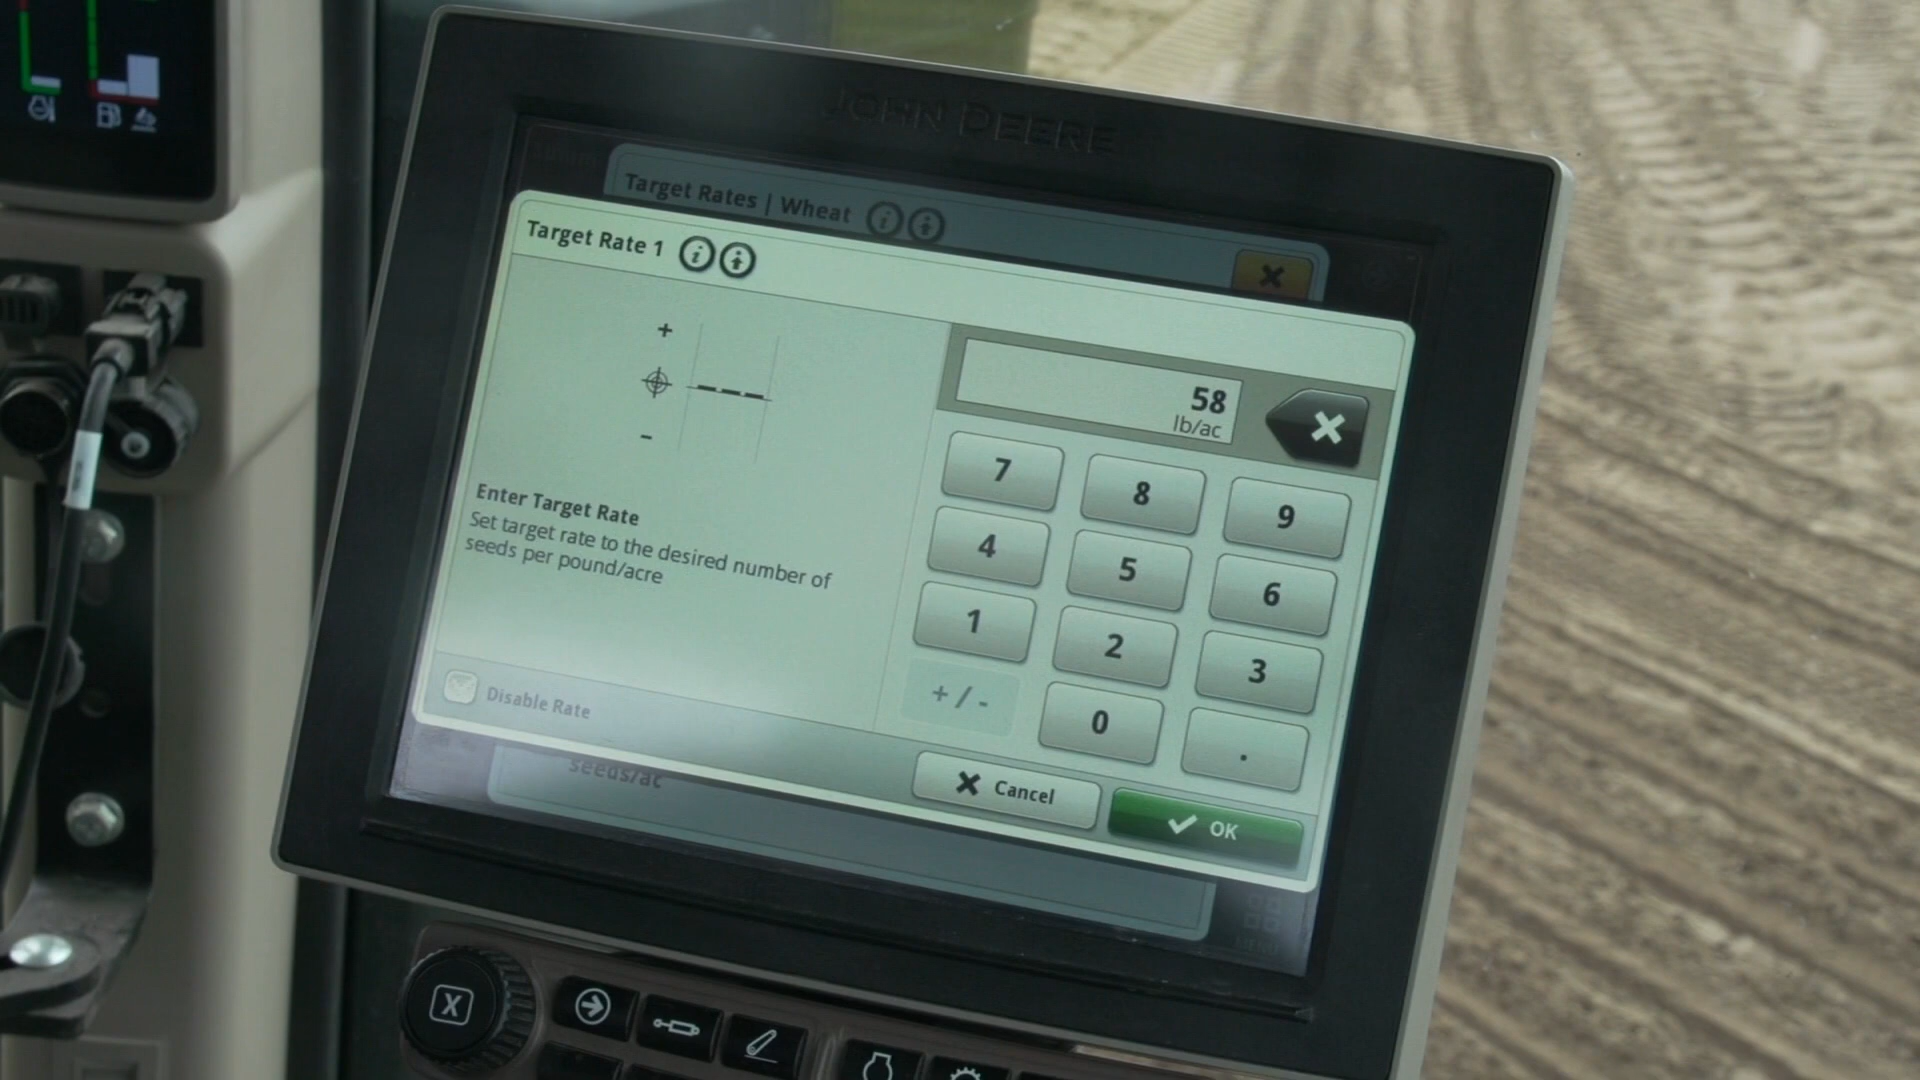 JOHN DEERE
Target Rates | Wheat
Target Rate 1
+
-
58
lb/ac
7 8 9
4 5 6
1 2 3
+ / - 0 .
Enter Target Rate
Set target rate to the desired number of
seeds per pound/acre
Disable Rate
Cancel
OK
seeds/ac
X